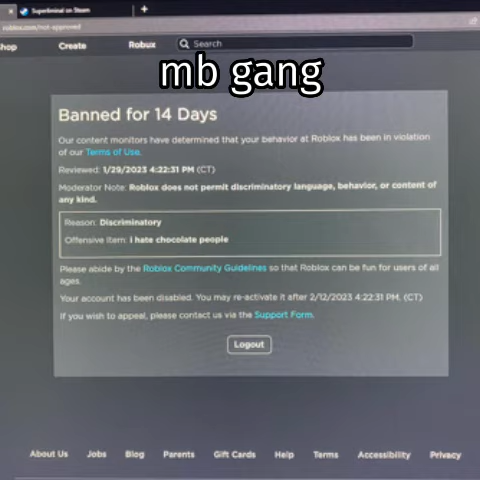 Superliminal on Steam
+
roblox.com/not-approved
hop Create Robux Search
mb gang
Banned for 14 Days
Our content monitors have determined that your behavior at Roblox has been in violation
of our Terms of Use.
Reviewed: 1/29/2023 4:22:31 PM (CT)
Moderator Note: Roblox does not permit discriminatory language, behavior, or content of
any kind.
Reason: Discriminatory
Offensive Item: i hate chocolate people
Please abide by the Roblox Community Guidelines so that Roblox can be fun for users of all
ages.
Your account has been disabled. You may re-activate it after 2/12/2023 4:22:31 PM. (CT)
If you wish to appeal, please contact us via the Support Form.
Logout
About Us Jobs Blog Parents Gift Cards Help Terms Accessibility Privacy